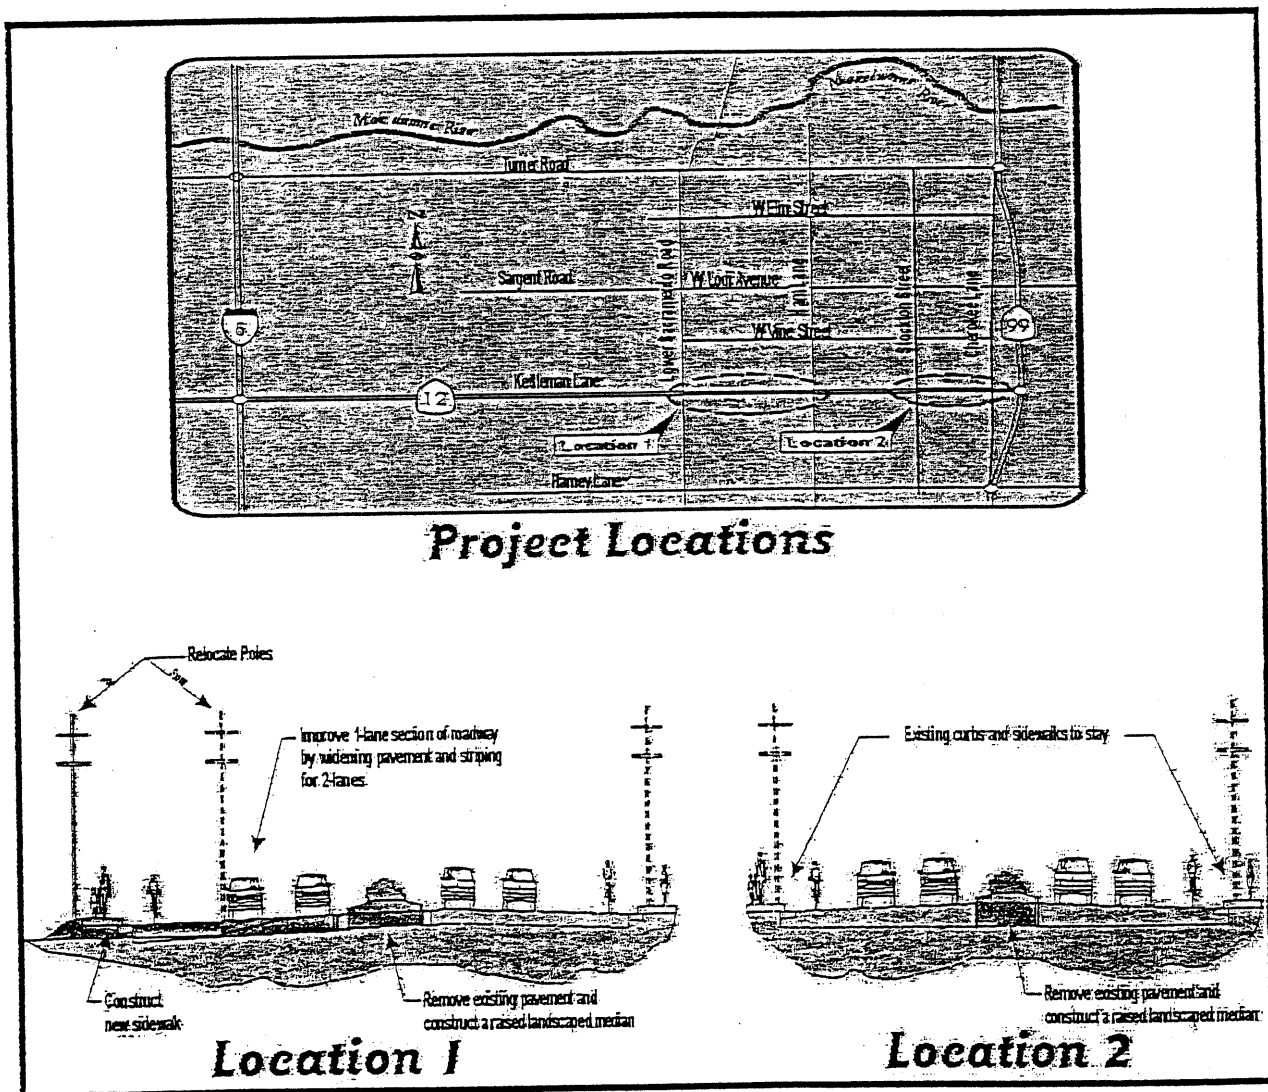 Mokelumne River
Mokelumne River
Turner Road
W Elm Street
N
Sargent Road
W Lodi Avenue
Lower Sacramento Road
Ham Lane
Stockton Street
Cherokee Lane
5
W Vine Street
99
Kettleman Lane
12
Location 1
Location 2
Harney Lane
Project Locations
Relocate Poles
Improve 1-lane section of roadway
by widening pavement and striping
for 2-lanes.
Existing curbs and sidewalks to stay
Construct
new sidewalk
Remove existing pavement and
construct a raised landscaped median
Remove existing pavement and
construct a raised landscaped median
Location 1
Location 2